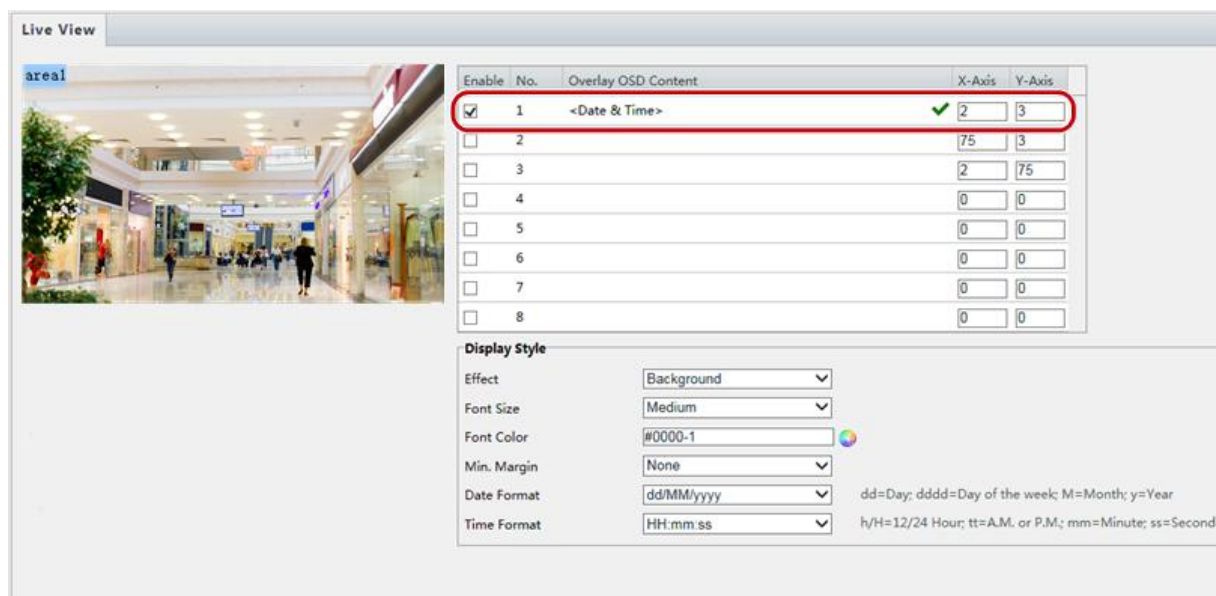 Live View
area1
Enable No. Overlay OSD Content X-Axis Y-Axis
1 <Date & Time> 2 3
2 75 3
3 2 75
4 0 0
5 0 0
6 0 0
7 0 0
8 0 0
Display Style
Effect Background
Font Size Medium
Font Color #0000-1
Min. Margin None
Date Format dd/MM/yyyy dd=Day; dddd=Day of the week; M=Month; y=Year
Time Format HH:mm:ss h/H=12/24 Hour; tt=A.M. or P.M.; mm=Minute; ss=Second